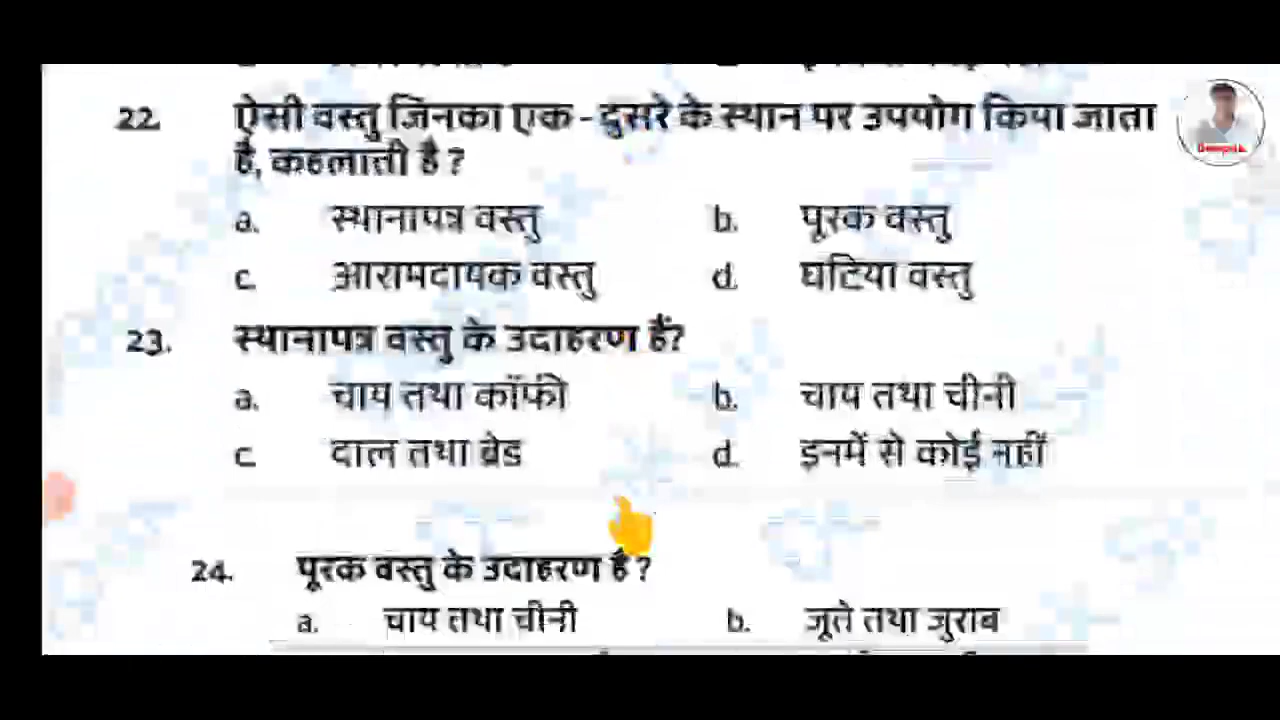 22. ऐसी वस्तु जिनका एक - दुसरे के स्थान पर उपयोग किया जाता
है, कहलाती है ?
a. स्थानापन्न वस्तु b. पूरक वस्तु
c. आरामदायक वस्तु d. घटिया वस्तु
23. स्थानापन्न वस्तु के उदाहरण हैं?
a. चाय तथा कॉफी b. चाय तथा चीनी
c. दाल तथा ब्रेड d. इनमें से कोई नहीं
24. पूरक वस्तु के उदाहरण है ?
a. चाय तथा चीनी b. जूते तथा जुराब